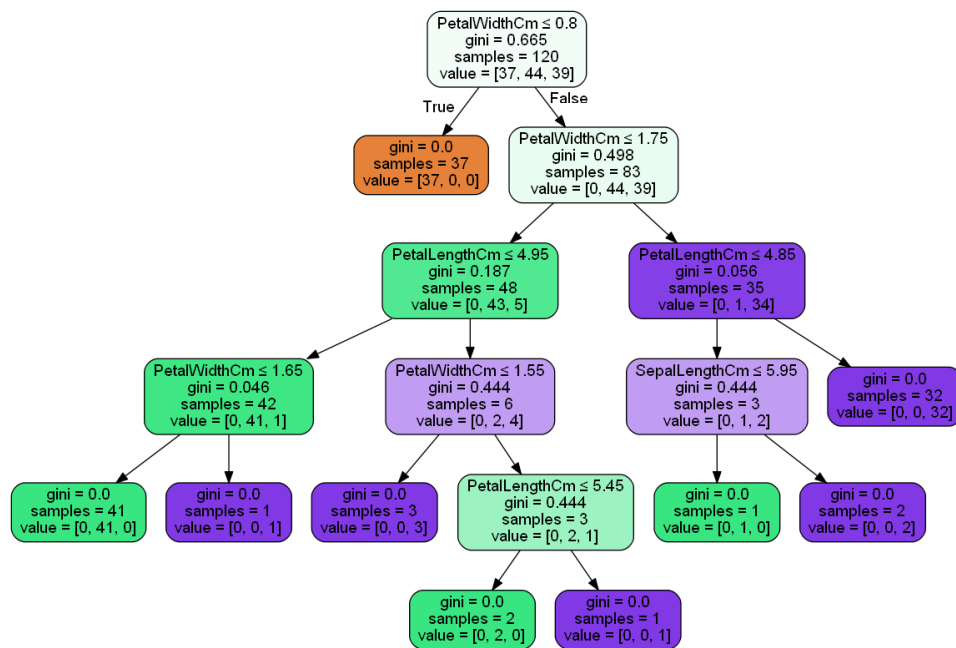 PetalWidthCm ≤ 0.8
gini = 0.665
samples = 120
value = [37, 44, 39]
True
False
gini = 0.0
samples = 37
value = [37, 0, 0]
PetalWidthCm ≤ 1.75
gini = 0.498
samples = 83
value = [0, 44, 39]
PetalLengthCm ≤ 4.95
gini = 0.187
samples = 48
value = [0, 43, 5]
PetalLengthCm ≤ 4.85
gini = 0.056
samples = 35
value = [0, 1, 34]
PetalWidthCm ≤ 1.65
gini = 0.046
samples = 42
value = [0, 41, 1]
PetalWidthCm ≤ 1.55
gini = 0.444
samples = 6
value = [0, 2, 4]
SepalLengthCm ≤ 5.95
gini = 0.444
samples = 3
value = [0, 1, 2]
gini = 0.0
samples = 32
value = [0, 0, 32]
gini = 0.0
samples = 41
value = [0, 41, 0]
gini = 0.0
samples = 1
value = [0, 0, 1]
gini = 0.0
samples = 3
value = [0, 0, 3]
PetalLengthCm ≤ 5.45
gini = 0.444
samples = 3
value = [0, 2, 1]
gini = 0.0
samples = 1
value = [0, 1, 0]
gini = 0.0
samples = 2
value = [0, 0, 2]
gini = 0.0
samples = 2
value = [0, 2, 0]
gini = 0.0
samples = 1
value = [0, 0, 1]